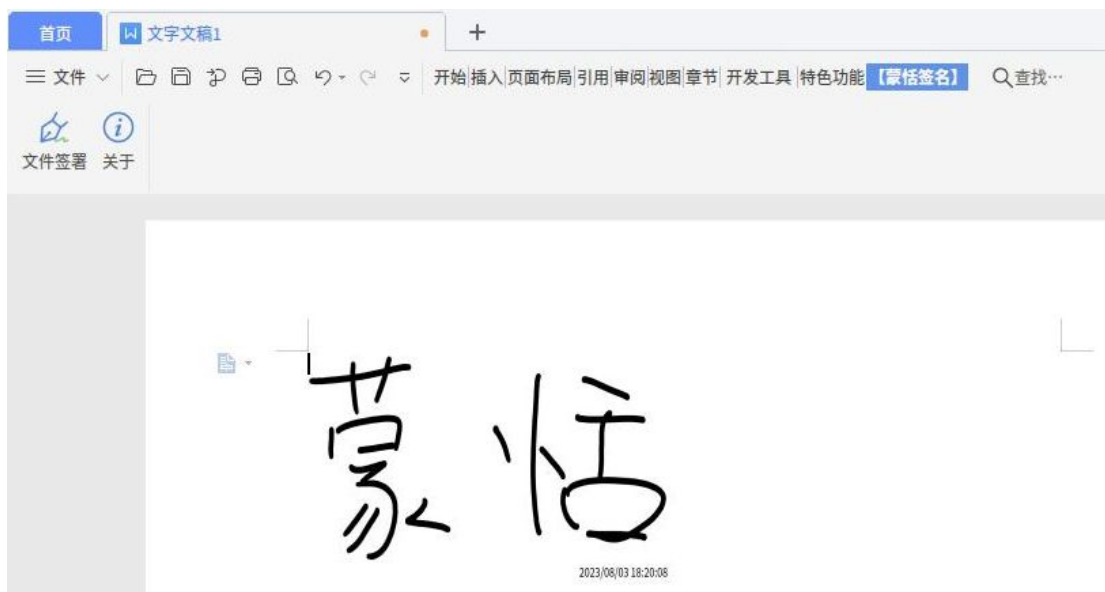 首页 文字文稿1
文件 开始 插入 页面布局 引用 审阅 视图 章节 开发工具 特色功能 【蒙恬签名】 查找…
文件签署 关于
蒙恬
2023/08/03 18:20:08